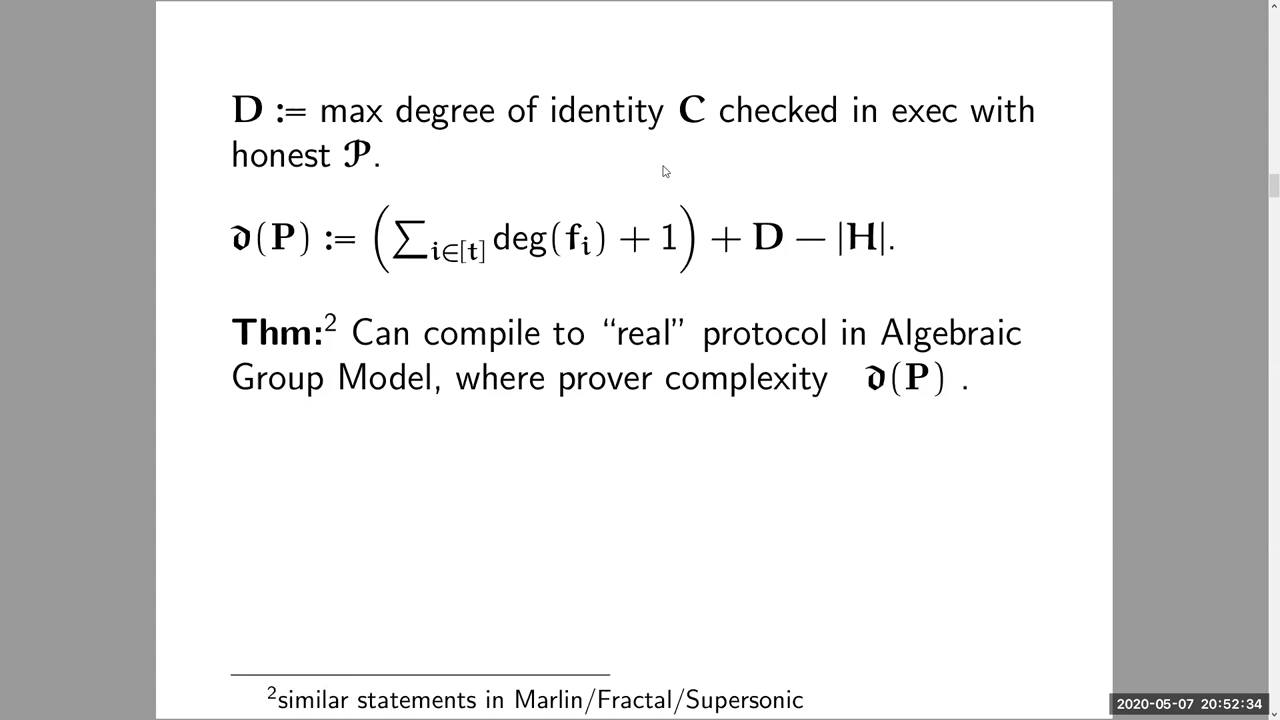 D := max degree of identity C checked in exec with
honest 𝒫.
𝔡(P) := (∑_{i∈[t]} deg(f_i) + 1) + D − |H|.
Thm:² Can compile to “real” protocol in Algebraic
Group Model, where prover complexity 𝔡(P) .
²similar statements in Marlin/Fractal/Supersonic
2020-05-07 20:52:34